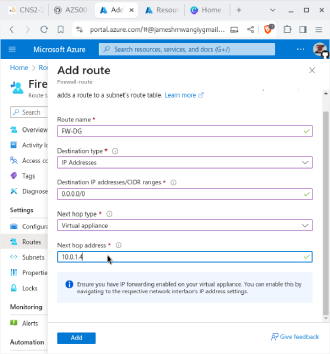 CNS2-
AZ500
Add
Resou
Home
portal.azure.com/#@jameshmwangiygmail...
Microsoft Azure
Search resources, services, and docs (G+/)
Home > Rou
Fire
Route ta
Search
Overview
Activity lo
Access co
Tags
Diagnose
Settings
Configura
Routes
Subnets
Propertie
Locks
Monitoring
Alerts
Automation
Add route
Firewall-route
adds a route to a subnet's route table. Learn more
Route name *
FW-DG
Destination type *
IP Addresses
Destination IP addresses/CIDR ranges *
0.0.0.0/0
Next hop type *
Virtual appliance
Next hop address *
10.0.1.4
Ensure you have IP forwarding enabled on your virtual appliance. You can enable this by
navigating to the respective network interface's IP address settings.
Add
Give feedback